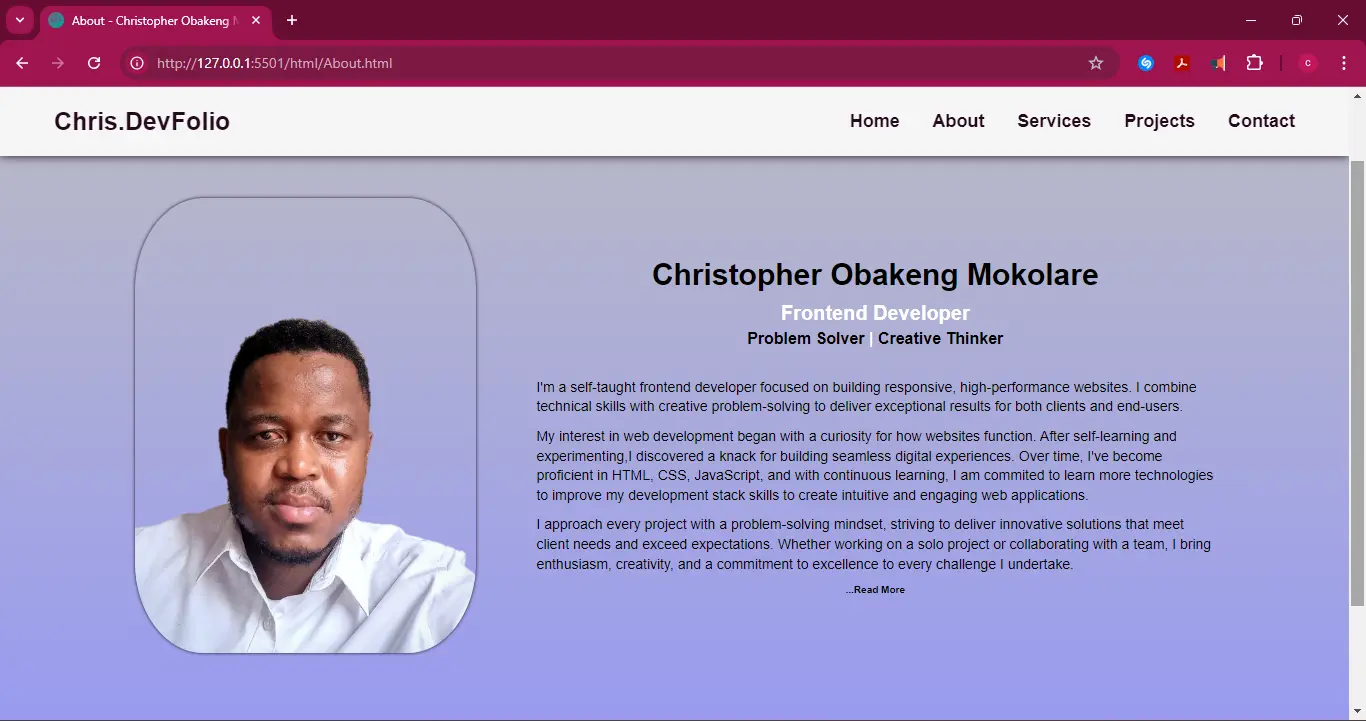 About - Christopher Obakeng
http://127.0.0.1:5501/html/About.html
c
Chris.DevFolio
Home About Services Projects Contact
Christopher Obakeng Mokolare
Frontend Developer
Problem Solver | Creative Thinker
I'm a self-taught frontend developer focused on building responsive, high-performance websites. I combine
technical skills with creative problem-solving to deliver exceptional results for both clients and end-users.
My interest in web development began with a curiosity for how websites function. After self-learning and
experimenting,I discovered a knack for building seamless digital experiences. Over time, I've become
proficient in HTML, CSS, JavaScript, and with continuous learning, I am commited to learn more technologies
to improve my development stack skills to create intuitive and engaging web applications.
I approach every project with a problem-solving mindset, striving to deliver innovative solutions that meet
client needs and exceed expectations. Whether working on a solo project or collaborating with a team, I bring
enthusiasm, creativity, and a commitment to excellence to every challenge I undertake.
...Read More